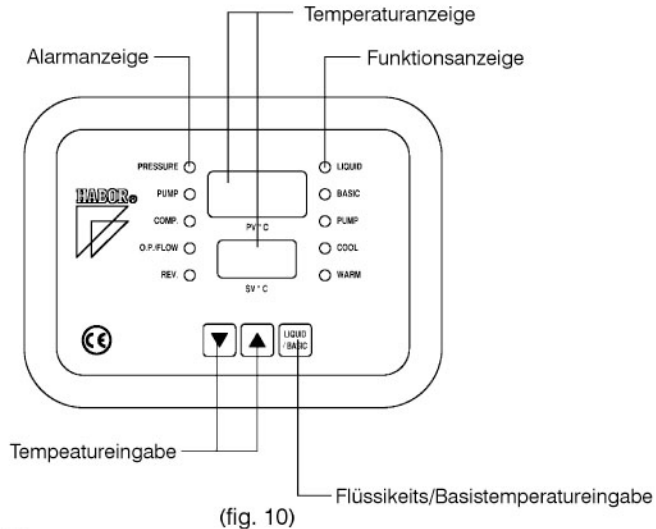 Temperaturanzeige
Alarmanzeige
Funktionsanzeige
PRESSURE
LIQUID
HABOR®
PUMP
BASIC
COMP.
PV°C
PUMP
O.P./FLOW
COOL
REV.
SV°C
WARM
CE
LIQUID
/BASIC
Tempeatureingabe
Flüssikeits/Basistemperatureingabe
(fig. 10)